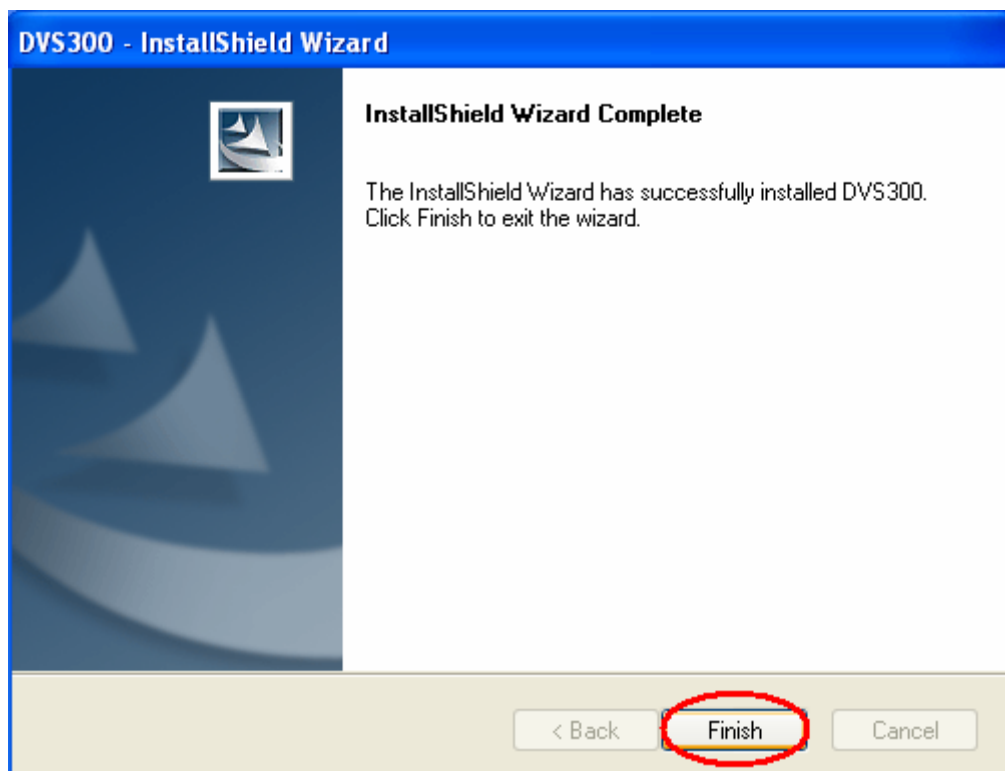 DVS300 - InstallShield Wizard
InstallShield Wizard Complete
The InstallShield Wizard has successfully installed DVS300.
Click Finish to exit the wizard.
< Back
Finish
Cancel